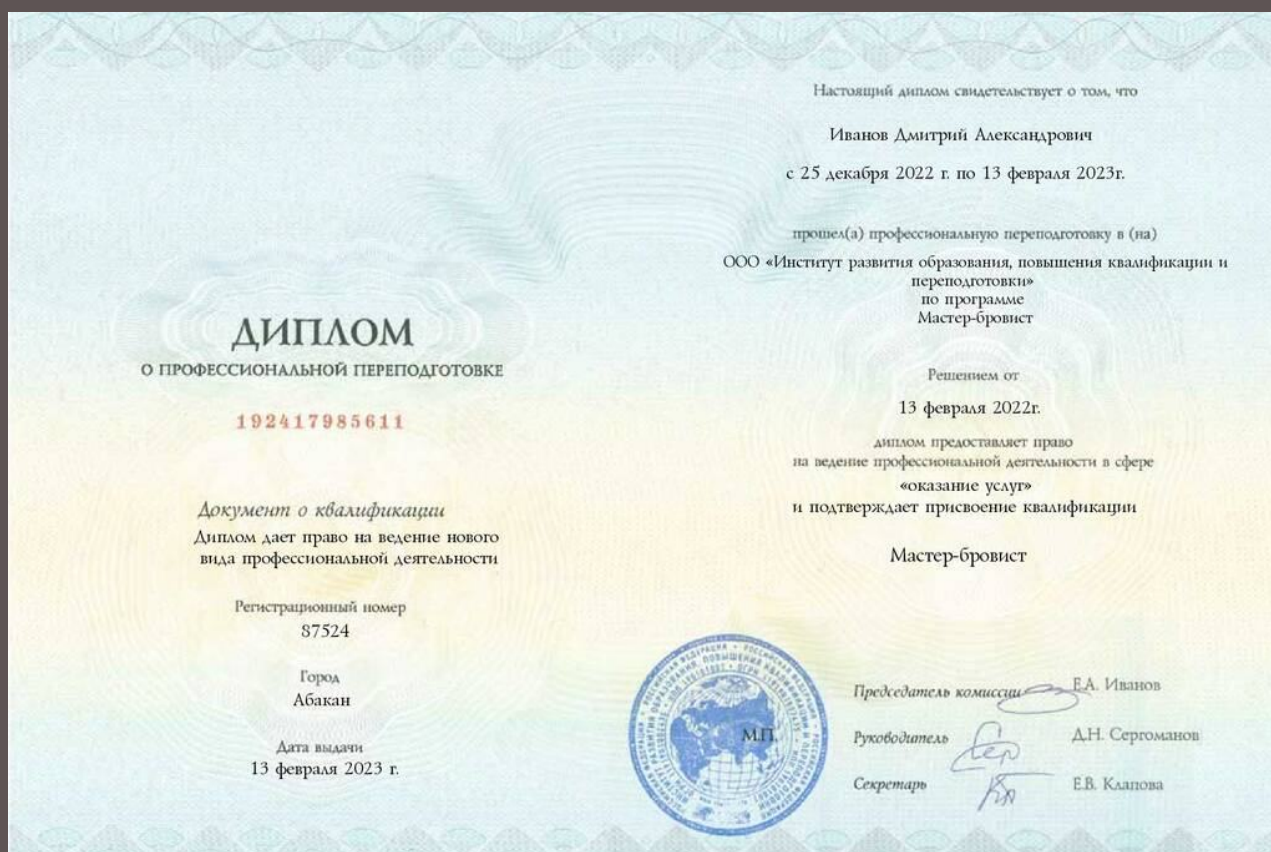 ДИПЛОМ
О ПРОФЕССИОНАЛЬНОЙ ПЕРЕПОДГОТОВКЕ
192417985611
Документ о квалификации
Диплом дает право на ведение нового
вида профессиональной деятельности
Регистрационный номер
87524
Город
Абакан
Дата выдачи
13 февраля 2023 г.
Настоящий диплом свидетельствует о том, что
Иванов Дмитрий Александрович
с 25 декабря 2022 г. по 13 февраля 2023г.
прошел(а) профессиональную переподготовку в (на)
ООО «Институт развития образования, повышения квалификации и
переподготовки»
по программе
Мастер-бровист
Решением от
13 февраля 2022г.
диплом предоставляет право
на ведение профессиональной деятельности в сфере
«оказание услуг»
и подтверждает присвоение квалификации
Мастер-бровист
М.П.
Председатель комиссии Е.А. Иванов
Руководитель Д.Н. Сергоманов
Секретарь Е.В. Клапова